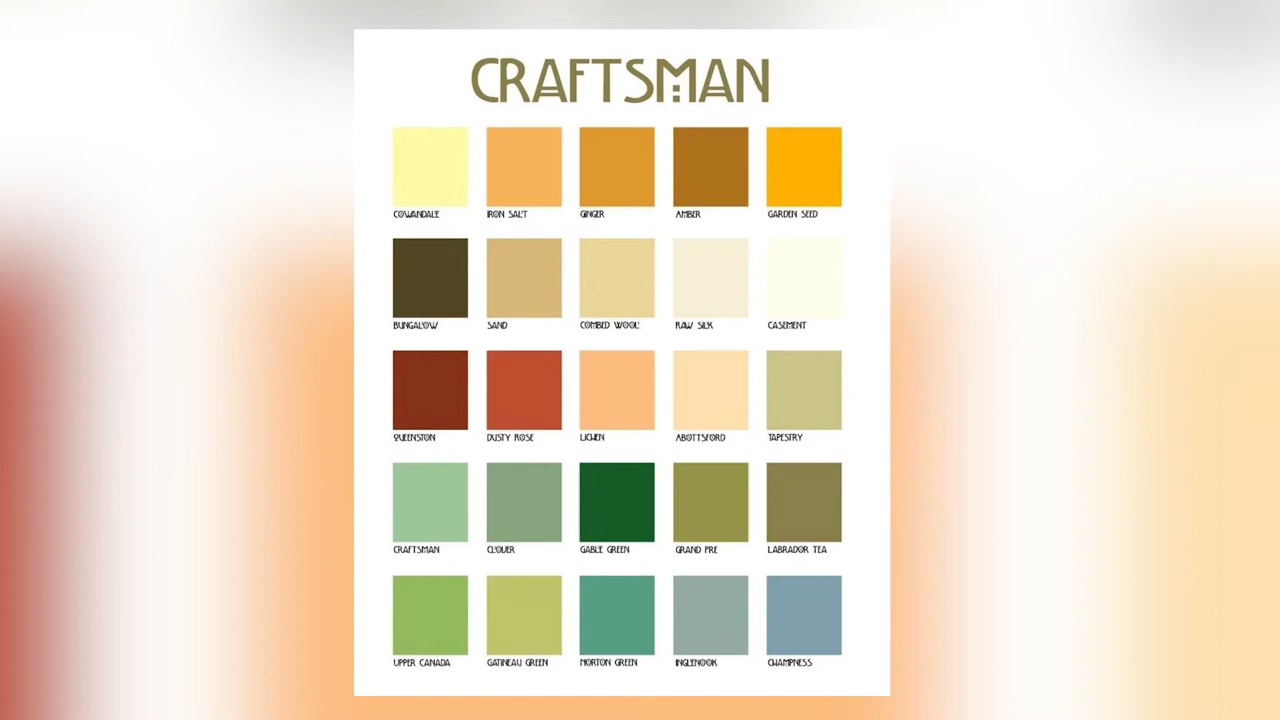 CRAFTSMAN
COWANDALE IRON SALT GINGER AMBER GARDEN SEED
BUNGALOW SAND COMBED WOOL RAW SILK CASEMENT
QUEENSTON DUSTY ROSE LICHEN ABOTTSFORD TAPESTRY
CRAFTSMAN CLOVER GABLE GREEN GRAND PRE LABRADOR TEA
UPPER CANADA GATINEAU GREEN NORTON GREEN INGLENOOK CHAMPNESS